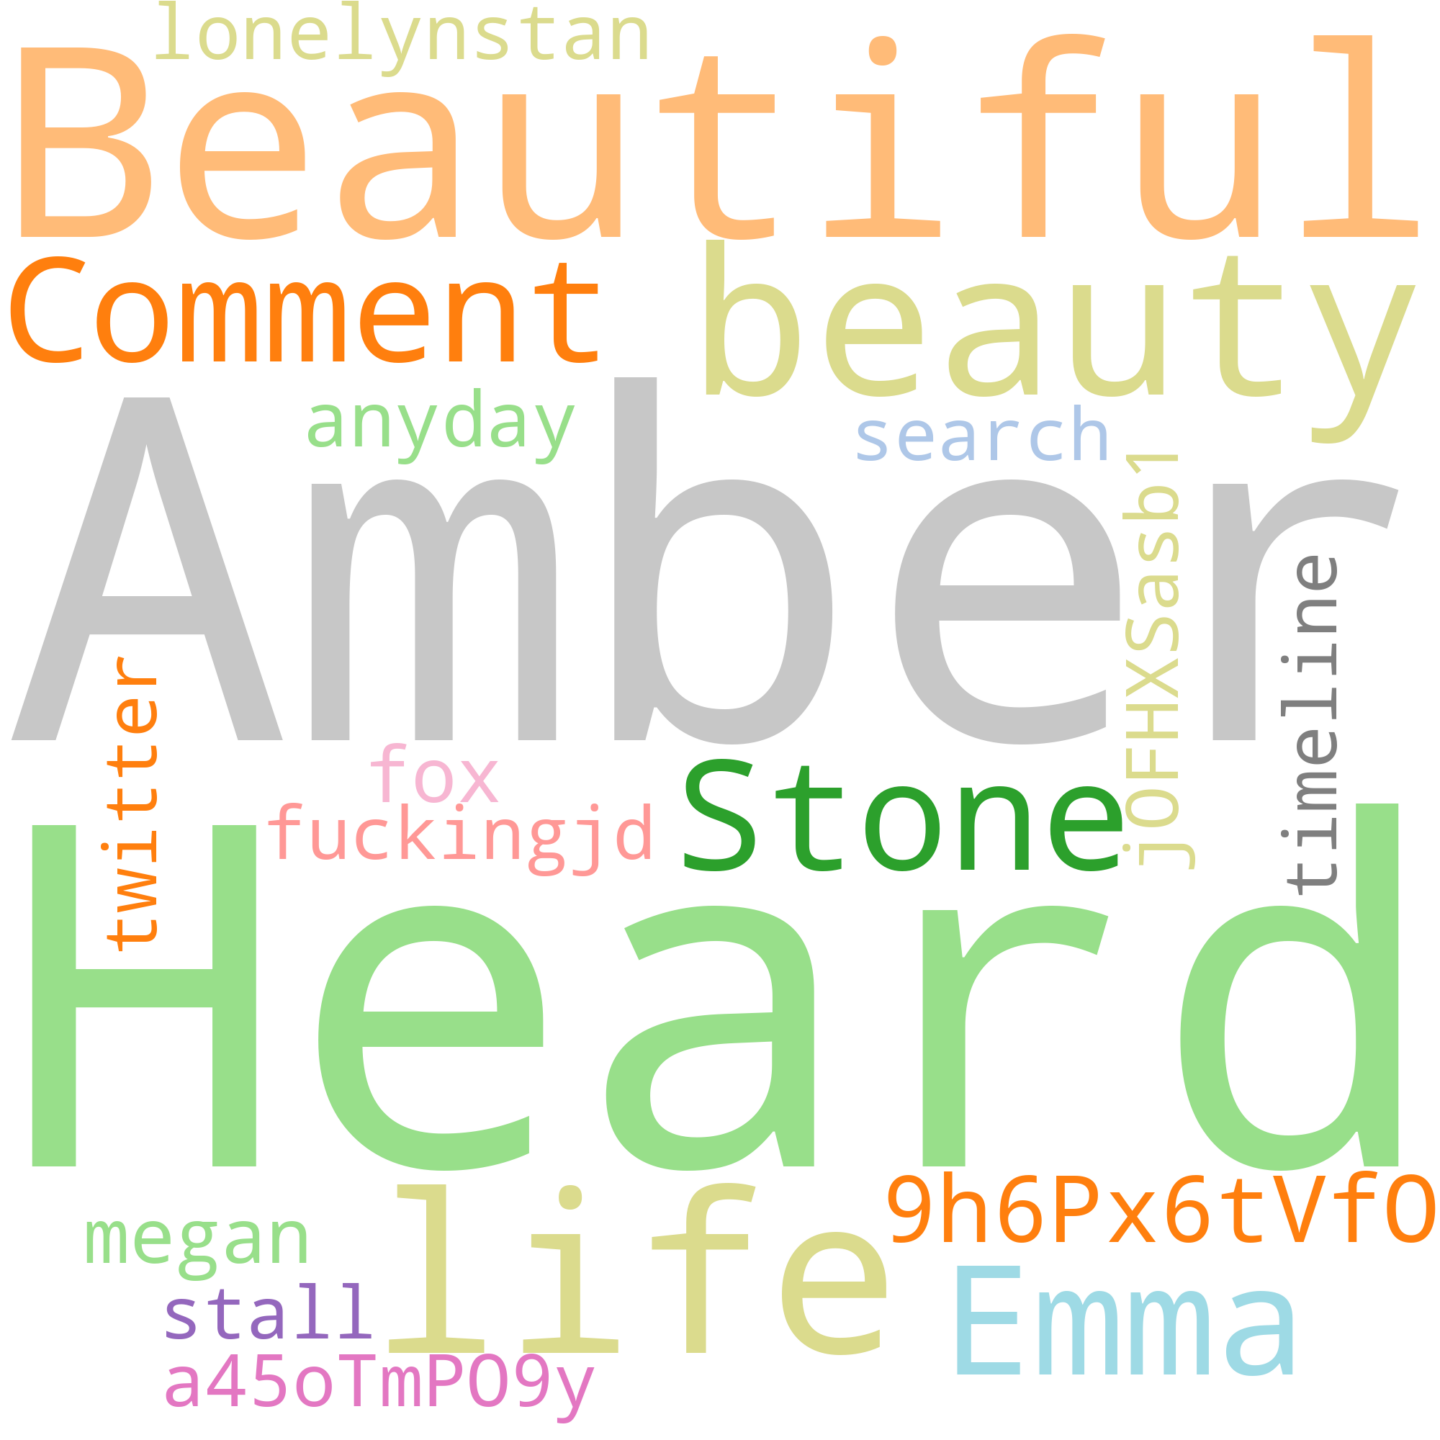 lonelynstan
Beautiful
Comment
beauty
anyday
search
Amber
jOFHXSasb1
timeline
twitter
fox
Stone
fuckingjd
Heard
life
9h6Px6tVfO
megan
Emma
stall
a45oTmPO9y